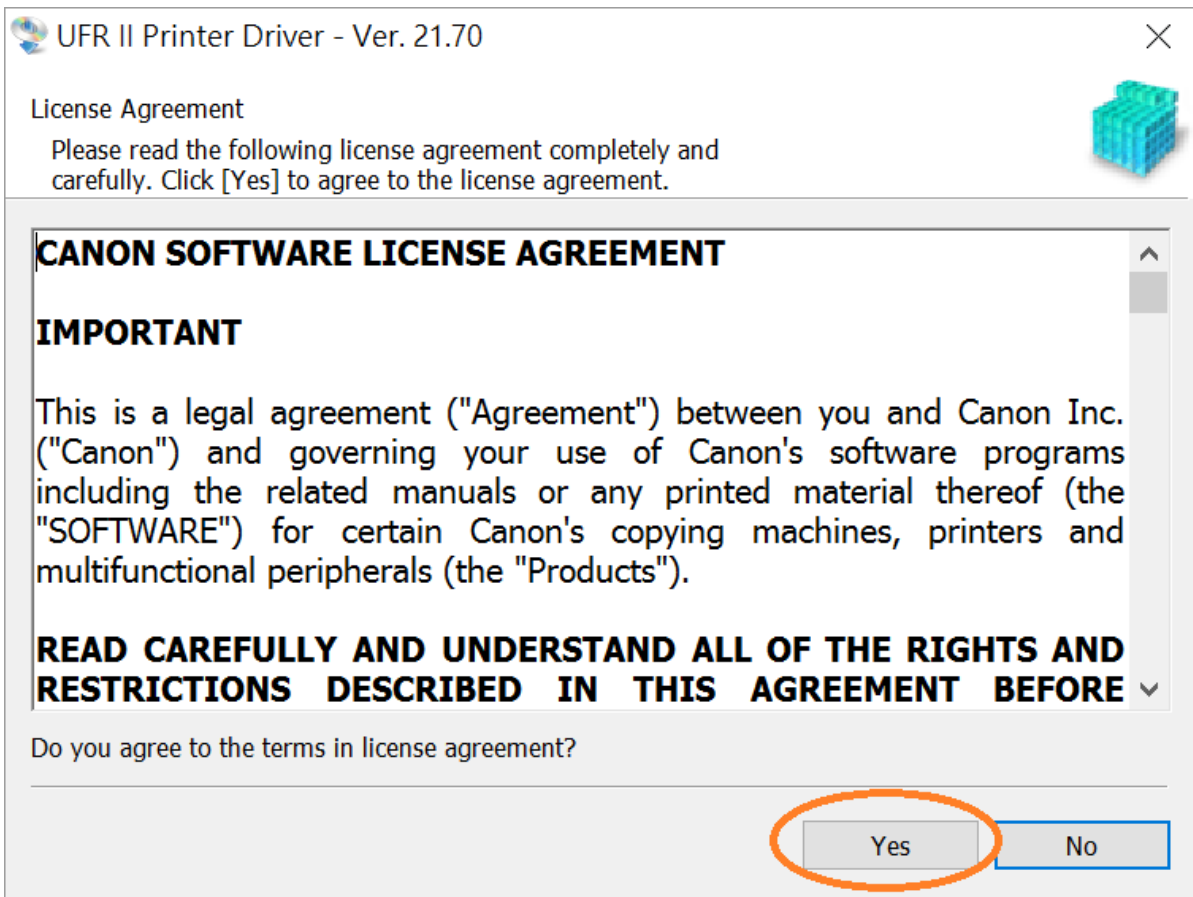 UFR II Printer Driver - Ver. 21.70
License Agreement
Please read the following license agreement completely and
carefully. Click [Yes] to agree to the license agreement.
CANON SOFTWARE LICENSE AGREEMENT
IMPORTANT
This is a legal agreement ("Agreement") between you and Canon Inc.
("Canon") and governing your use of Canon's software programs
including the related manuals or any printed material thereof (the
"SOFTWARE") for certain Canon's copying machines, printers and
multifunctional peripherals (the "Products").
READ CAREFULLY AND UNDERSTAND ALL OF THE RIGHTS AND
RESTRICTIONS DESCRIBED IN THIS AGREEMENT BEFORE
Do you agree to the terms in license agreement?
Yes
No